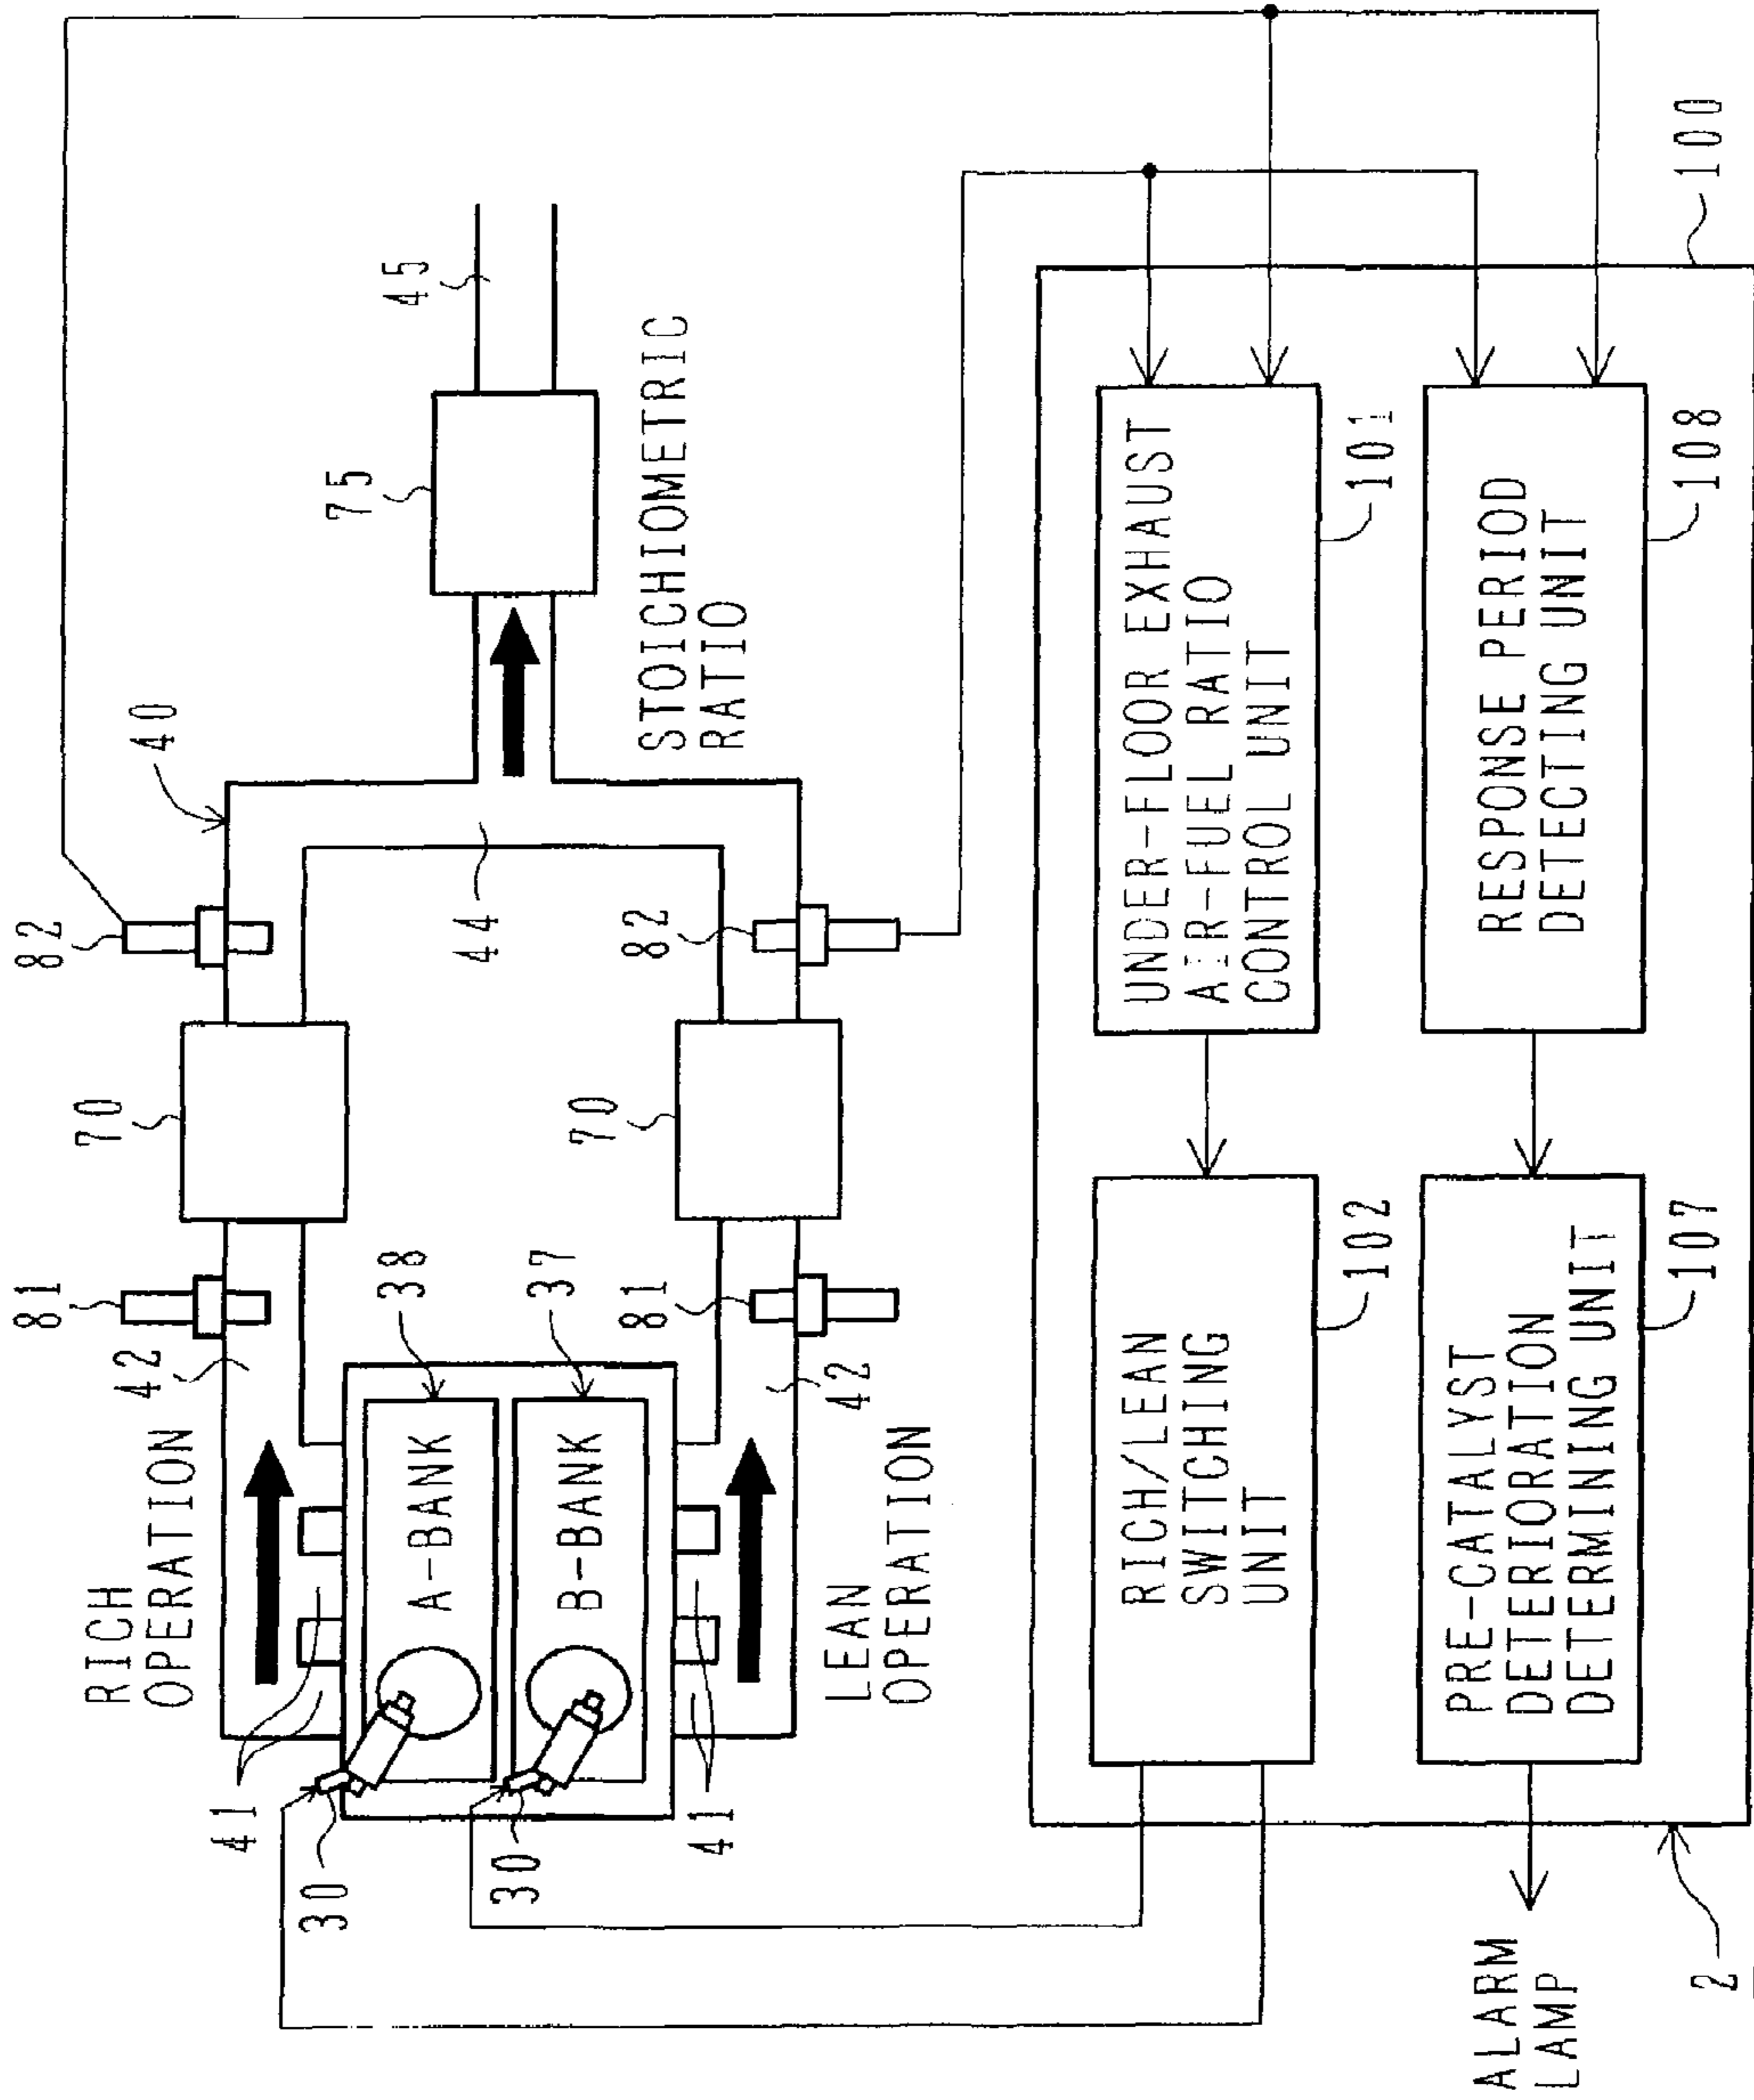 82
40
70
81
42
RICH
OPERATION
41
30
A-BANK
38
B-BANK
37
30
41
LEAN
OPERATION
42
81
70
82
44
75
45
STOICHIOMETRIC
RATIO
100
UNDER-FLOOR EXHAUST
AIR-FUEL RATIO
CONTROL UNIT
101
RICH/LEAN
SWITCHING
UNIT
102
RESPONSE PERIOD
DETECTING UNIT
108
PRE-CATALYST
DETERIORATION
DETERMINING UNIT
107
ALARM
LAMP
2